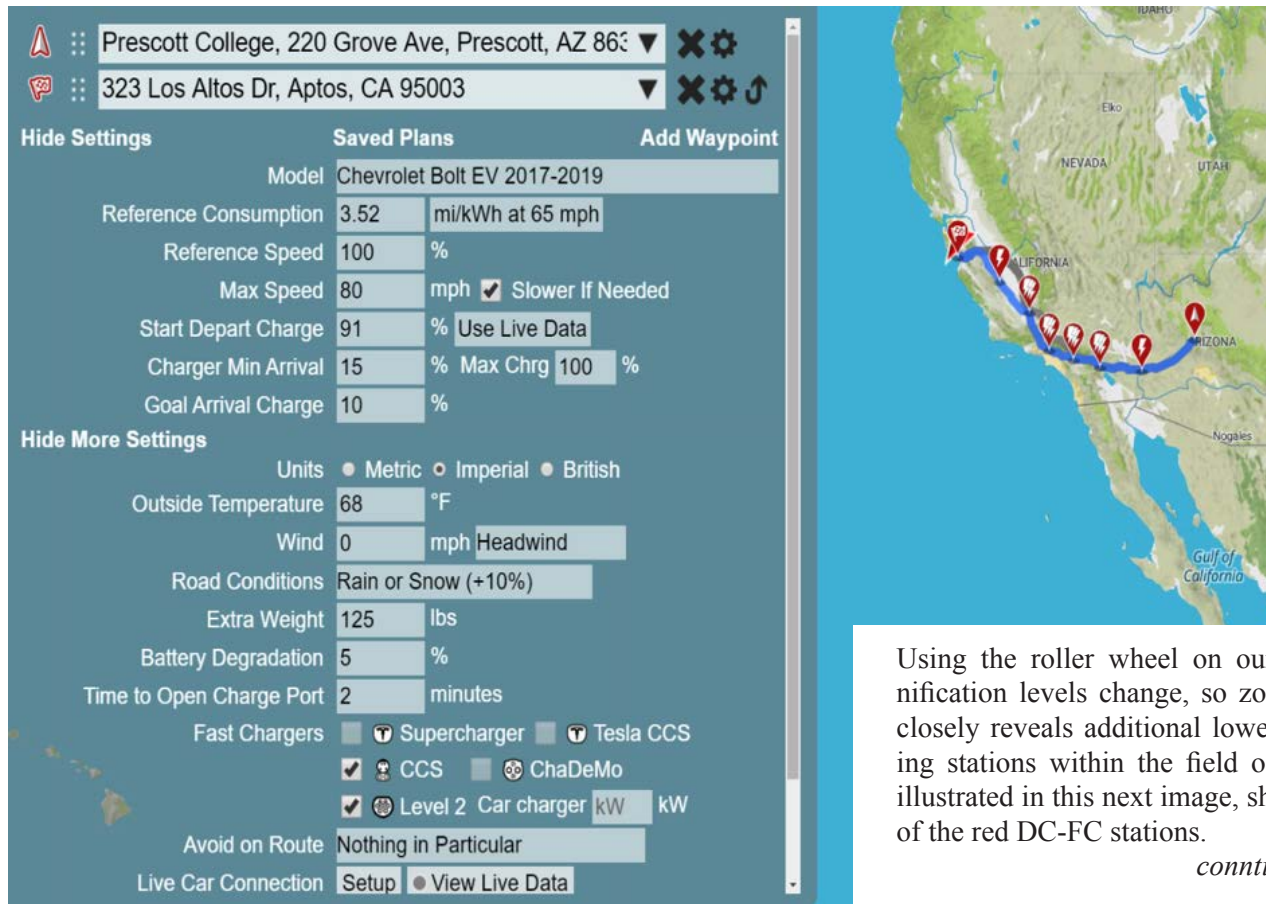 Prescott College, 220 Grove Ave, Prescott, AZ 863
323 Los Altos Dr, Aptos, CA 95003
Hide Settings Saved Plans Add Waypoint
Model Chevrolet Bolt EV 2017-2019
Reference Consumption 3.52 mi/kWh at 65 mph
Reference Speed 100 %
Max Speed 80 mph Slower If Needed
Start Depart Charge 91 % Use Live Data
Charger Min Arrival 15 % Max Chrg 100 %
Goal Arrival Charge 10 %
Hide More Settings
Units Metric Imperial British
Outside Temperature 68 °F
Wind 0 mph Headwind
Road Conditions Rain or Snow (+10%)
Extra Weight 125 lbs
Battery Degradation 5 %
Time to Open Charge Port 2 minutes
Fast Chargers Supercharger Tesla CCS
CCS ChaDeMo
Level 2 Car charger kW kW
Avoid on Route Nothing in Particular
Live Car Connection Setup View Live Data
IDAHO
Elko
NEVADA
UTAH
ALIFORNIA
RIZONA
Nogales
Gulf of
California
Using the roller wheel on ou
nification levels change, so zo
closely reveals additional lowe
ing stations within the field o
illustrated in this next image, sh
of the red DC-FC stations.
connti